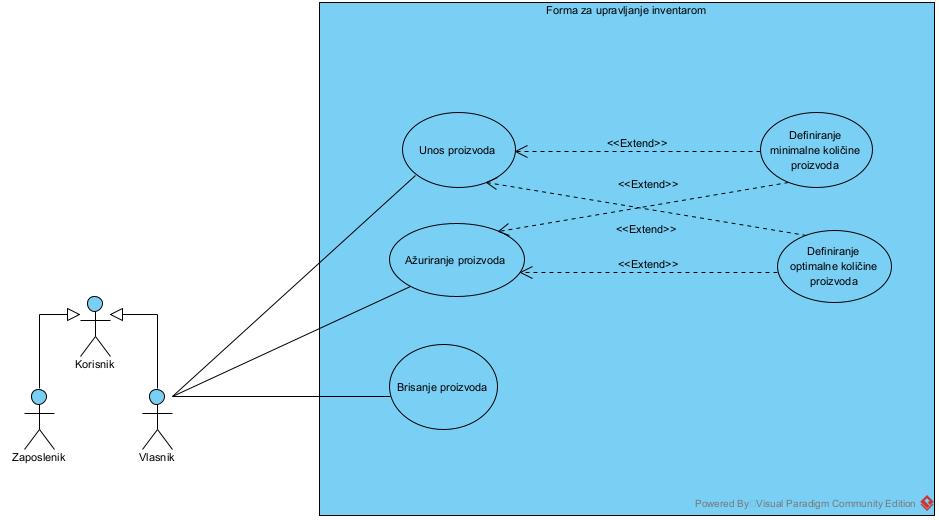 Forma za upravljanje inventarom
Unos proizvoda
<<Extend>>
Definiranje
minimalne količine
proizvoda
<<Extend>>
<<Extend>>
Ažuriranje proizvoda
<<Extend>>
Definiranje
optimalne količine
proizvoda
Korisnik
Brisanje proizvoda
Zaposlenik
Vlasnik
Powered By Visual Paradigm Community Edition